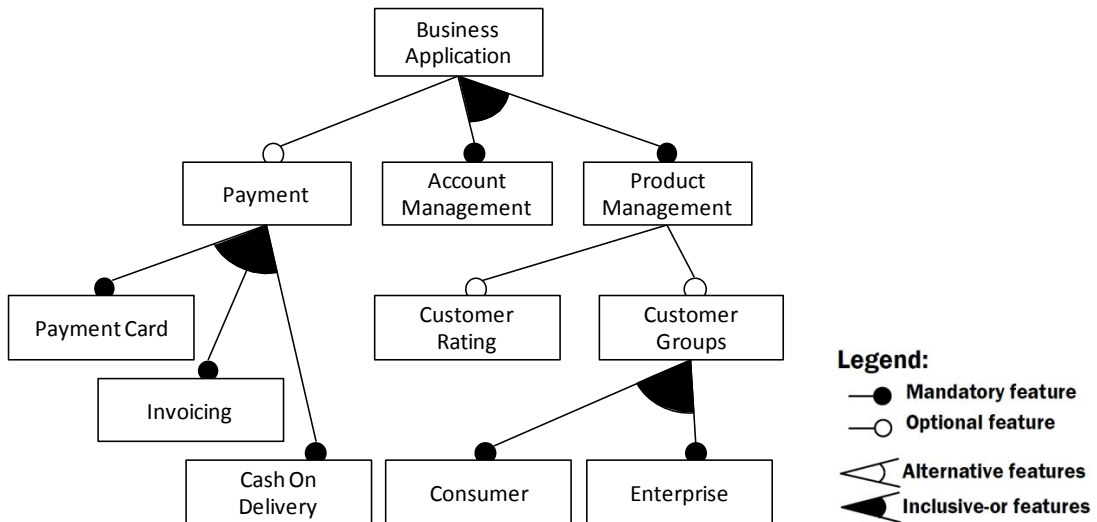 Business
Application
Payment
Account
Management
Product
Management
Payment Card
Customer
Rating
Customer
Groups
Invoicing
Cash On
Delivery
Consumer
Enterprise
Legend:
Mandatory feature
Optional feature
Alternative features
Inclusive-or features